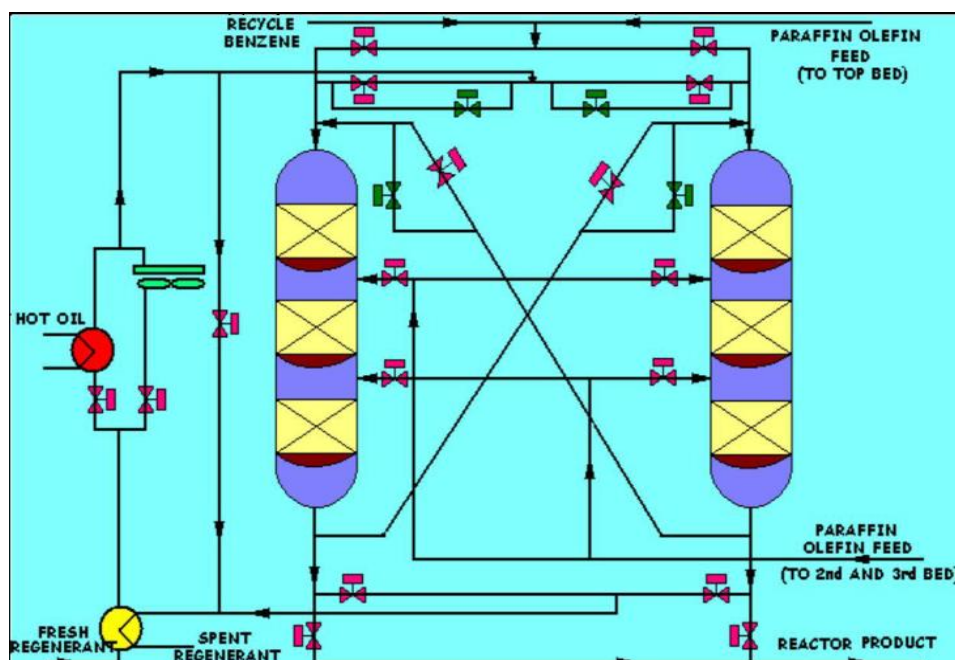 RECYCLE
BENZENE
PARAFFIN OLEFIN
FEED
(TO TOP BED)
HOT OIL
PARAFFIN
OLEFIN FEED
(TO 2nd AND 3rd BED)
FRESH
REGENERANT
SPENT
REGENERANT
REACTOR PRODUCT